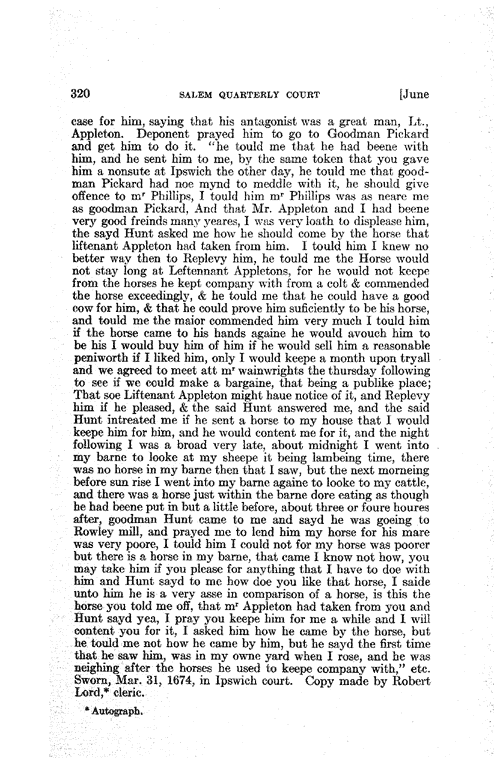 320 SALEM QUARTERLY COURT [June
case for him, saying that his antagonist was a great man, Lt.,
Appleton. Deponent prayed him to go to Goodman Pickard
and get him to do it. "he tould me that he had beene with
him, and he sent him to me, by the same token that you gave
him a nonsute at Ipswich the other day, he tould me that good-
man Pickard had noe mynd to meddle with it, he should give
offence to mr Phillips, I tould him mr Phillips was as neare me
as goodman Pickard, And that Mr. Appleton and I had beene
very good freinds many yeares, I was very loath to displease him,
the sayd Hunt asked me how he should come by the horse that
liftenant Appleton had taken from him. I tould him I knew no
better way then to Replevy him, he tould me the Horse would
not stay long at Leftennant Appletons, for he would not keepe
from the horses he kept company with from a colt & commended
the horse exceedingly, & he tould me that he could have a good
cow for him, & that he could prove him suficiently to be his horse,
and tould me the maior commended him very much I tould him
if the horse came to his hands againe he would avouch him to
be his I would buy him of him if he would sell him a reasonable
peniworth if I liked him, only I would keepe a month upon tryall
and we agreed to meet att mr wainwrights the thursday following
to see if we could make a bargaine, that being a publike place;
That soe Liftenant Appleton might haue notice of it, and Replevy
him if he pleased, & the said Hunt answered me, and the said
Hunt intreated me if he sent a horse to my house that I would
keepe him for him, and he would content me for it, and the night
following I was a broad very late, about midnight I went into
my barne to looke at my sheepe it being lambeing time, there
was no horse in my barne then that I saw, but the next morneing
before sun rise I went into my barne againe to looke to my cattle,
and there was a horse just within the barne dore eating as though
he had beene put in but a little before, about three or foure houres
after, goodman Hunt came to me and sayd he was goeing to
Rowley mill, and prayed me to lend him my horse for his mare
was very poore, I tould him I could not for my horse was poorer
but there is a horse in my barne, that came I know not how, you
may take him if you please for anything that I have to doe with
him and Hunt sayd to me how doe you like that horse, I saide
unto him he is a very asse in comparison of a horse, is this the
horse you told me off, that mr Appleton had taken from you and
Hunt sayd yea, I pray you keepe him for me a while and I will
content you for it, I asked him how he came by the horse, but
he tould me not how he came by him, but he sayd the first time
that he saw him, was in my owne yard when I rose, and he was
neighing after the horses he used to keepe company with," etc.
Sworn, Mar. 31, 1674, in Ipswich court. Copy made by Robert
Lord,* cleric.
* Autograph.